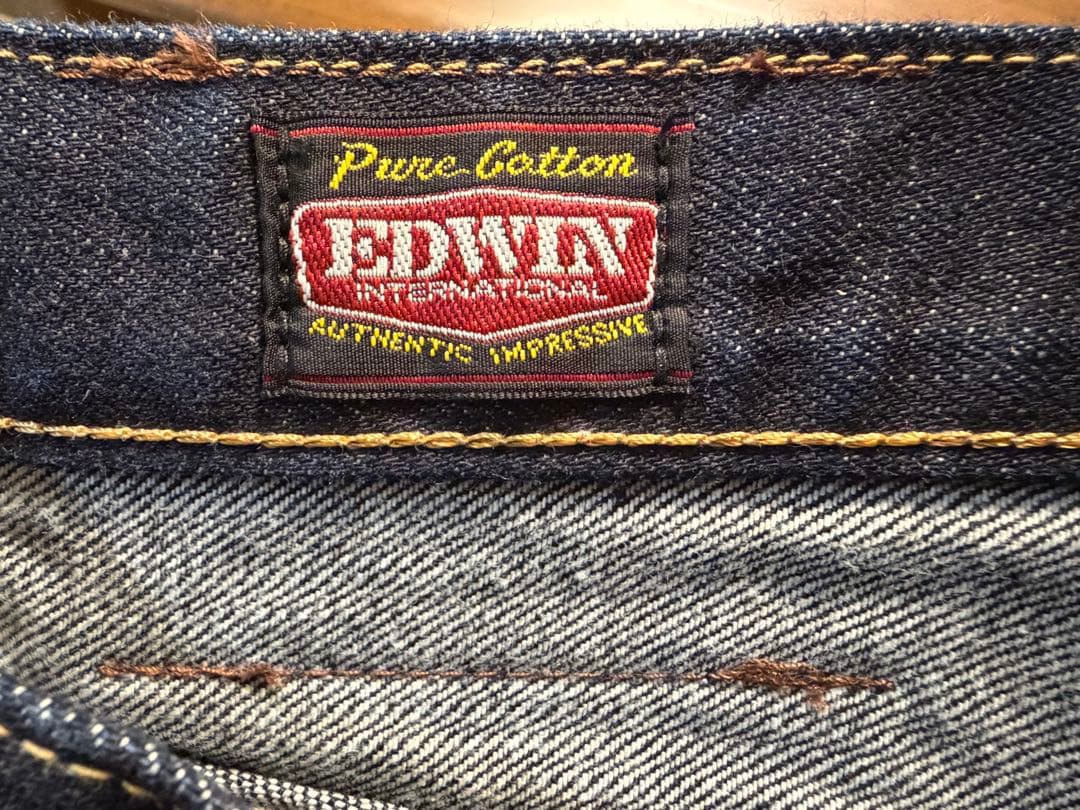 Pure Cotton
EDWIN
INTERNATIONAL
AUTHENTIC IMPRESSIVE